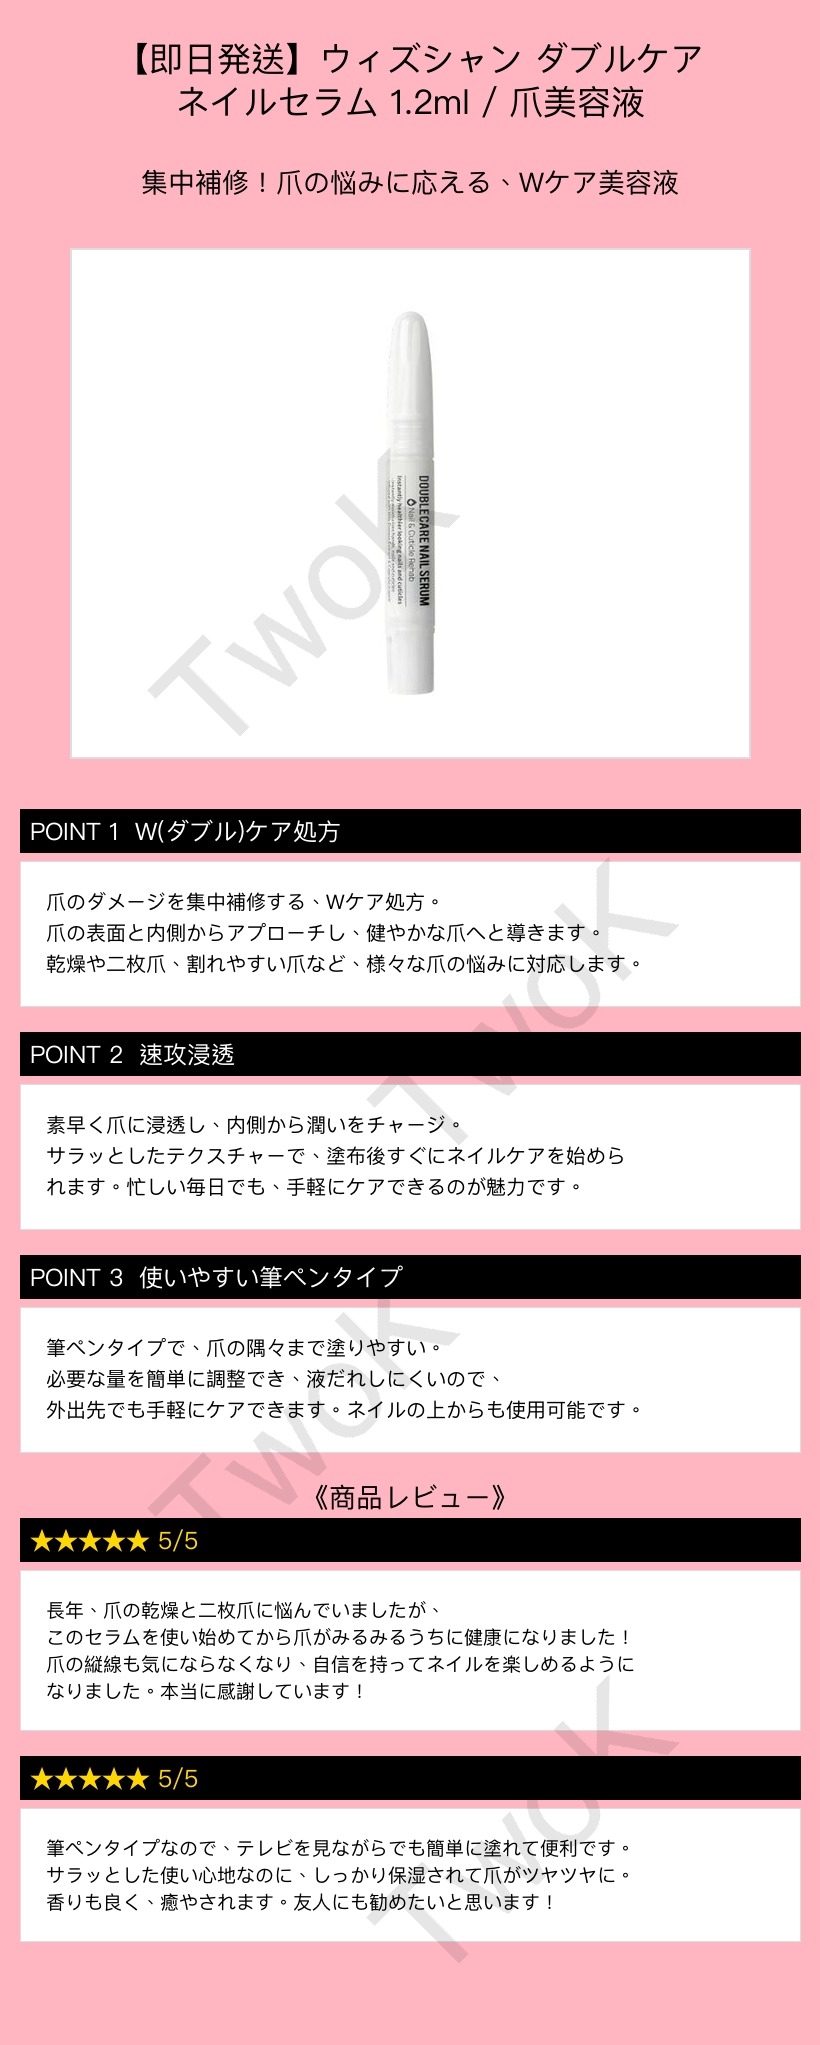 【即日発送】ウィズシャン ダブルケア
ネイルセラム 1.2ml / 爪美容液
集中補修！爪の悩みに応える、Wケア美容液
DOUBLE CARE NAIL SERUM
Nail & Cuticle Rehab
Instantly healthier looking nails and cuticles
TwoK
POINT 1 W(ダブル)ケア処方
爪のダメージを集中補修する、Wケア処方。
爪の表面と内側からアプローチし、健やかな爪へと導きます。
乾燥や二枚爪、割れやすい爪など、様々な爪の悩みに対応します。
TwoK
POINT 2 速攻浸透
素早く爪に浸透し、内側から潤いをチャージ。
サラッとしたテクスチャーで、塗布後すぐにネイルケアを始めら
れます。忙しい毎日でも、手軽にケアできるのが魅力です。
POINT 3 使いやすい筆ペンタイプ
筆ペンタイプで、爪の隅々まで塗りやすい。
必要な量を簡単に調整でき、液だれしにくいので、
外出先でも手軽にケアできます。ネイルの上からも使用可能です。
TwoK
《商品レビュー》
★★★★★ 5/5
長年、爪の乾燥と二枚爪に悩んでいましたが、
このセラムを使い始めてから爪がみるみるうちに健康になりました！
爪の縦線も気にならなくなり、自信を持ってネイルを楽しめるように
なりました。本当に感謝しています！
★★★★★ 5/5
筆ペンタイプなので、テレビを見ながらでも簡単に塗れて便利です。
サラッとした使い心地なのに、しっかり保湿されて爪がツヤツヤに。
香りも良く、癒やされます。友人にも勧めたいと思います！
TwoK